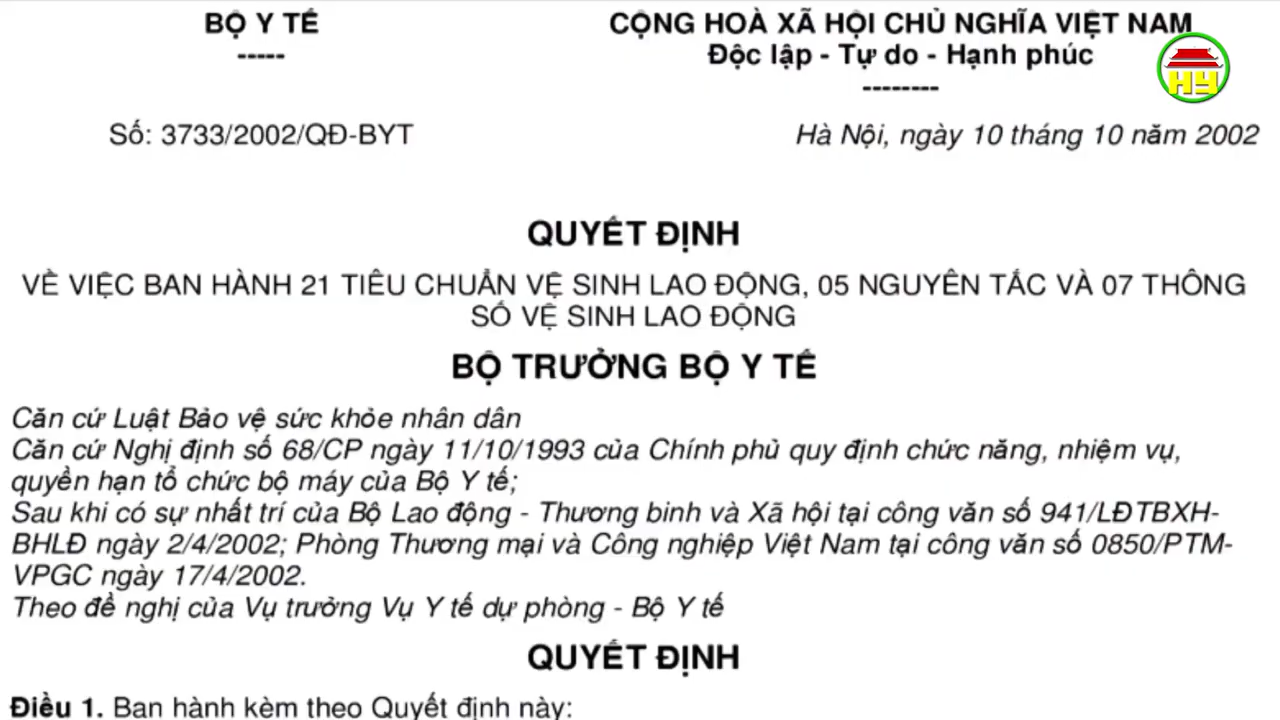 BỘ Y TẾ
-----
CỘNG HOÀ XÃ HỘI CHỦ NGHĨA VIỆT NAM
Độc lập - Tự do - Hạnh phúc
--------
HY
Số: 3733/2002/QĐ-BYT
Hà Nội, ngày 10 tháng 10 năm 2002
QUYẾT ĐỊNH
VỀ VIỆC BAN HÀNH 21 TIÊU CHUẨN VỆ SINH LAO ĐỘNG, 05 NGUYÊN TẮC VÀ 07 THÔNG
SỐ VỆ SINH LAO ĐỘNG
BỘ TRƯỞNG BỘ Y TẾ
Căn cứ Luật Bảo vệ sức khỏe nhân dân
Căn cứ Nghị định số 68/CP ngày 11/10/1993 của Chính phủ quy định chức năng, nhiệm vụ,
quyền hạn tổ chức bộ máy của Bộ Y tế;
Sau khi có sự nhất trí của Bộ Lao động - Thương binh và Xã hội tại công văn số 941/LĐTBXH-
BHLĐ ngày 2/4/2002; Phòng Thương mại và Công nghiệp Việt Nam tại công văn số 0850/PTM-
VPGC ngày 17/4/2002.
Theo đề nghị của Vụ trưởng Vụ Y tế dự phòng - Bộ Y tế
QUYẾT ĐỊNH
Điều 1. Ban hành kèm theo Quyết định này: